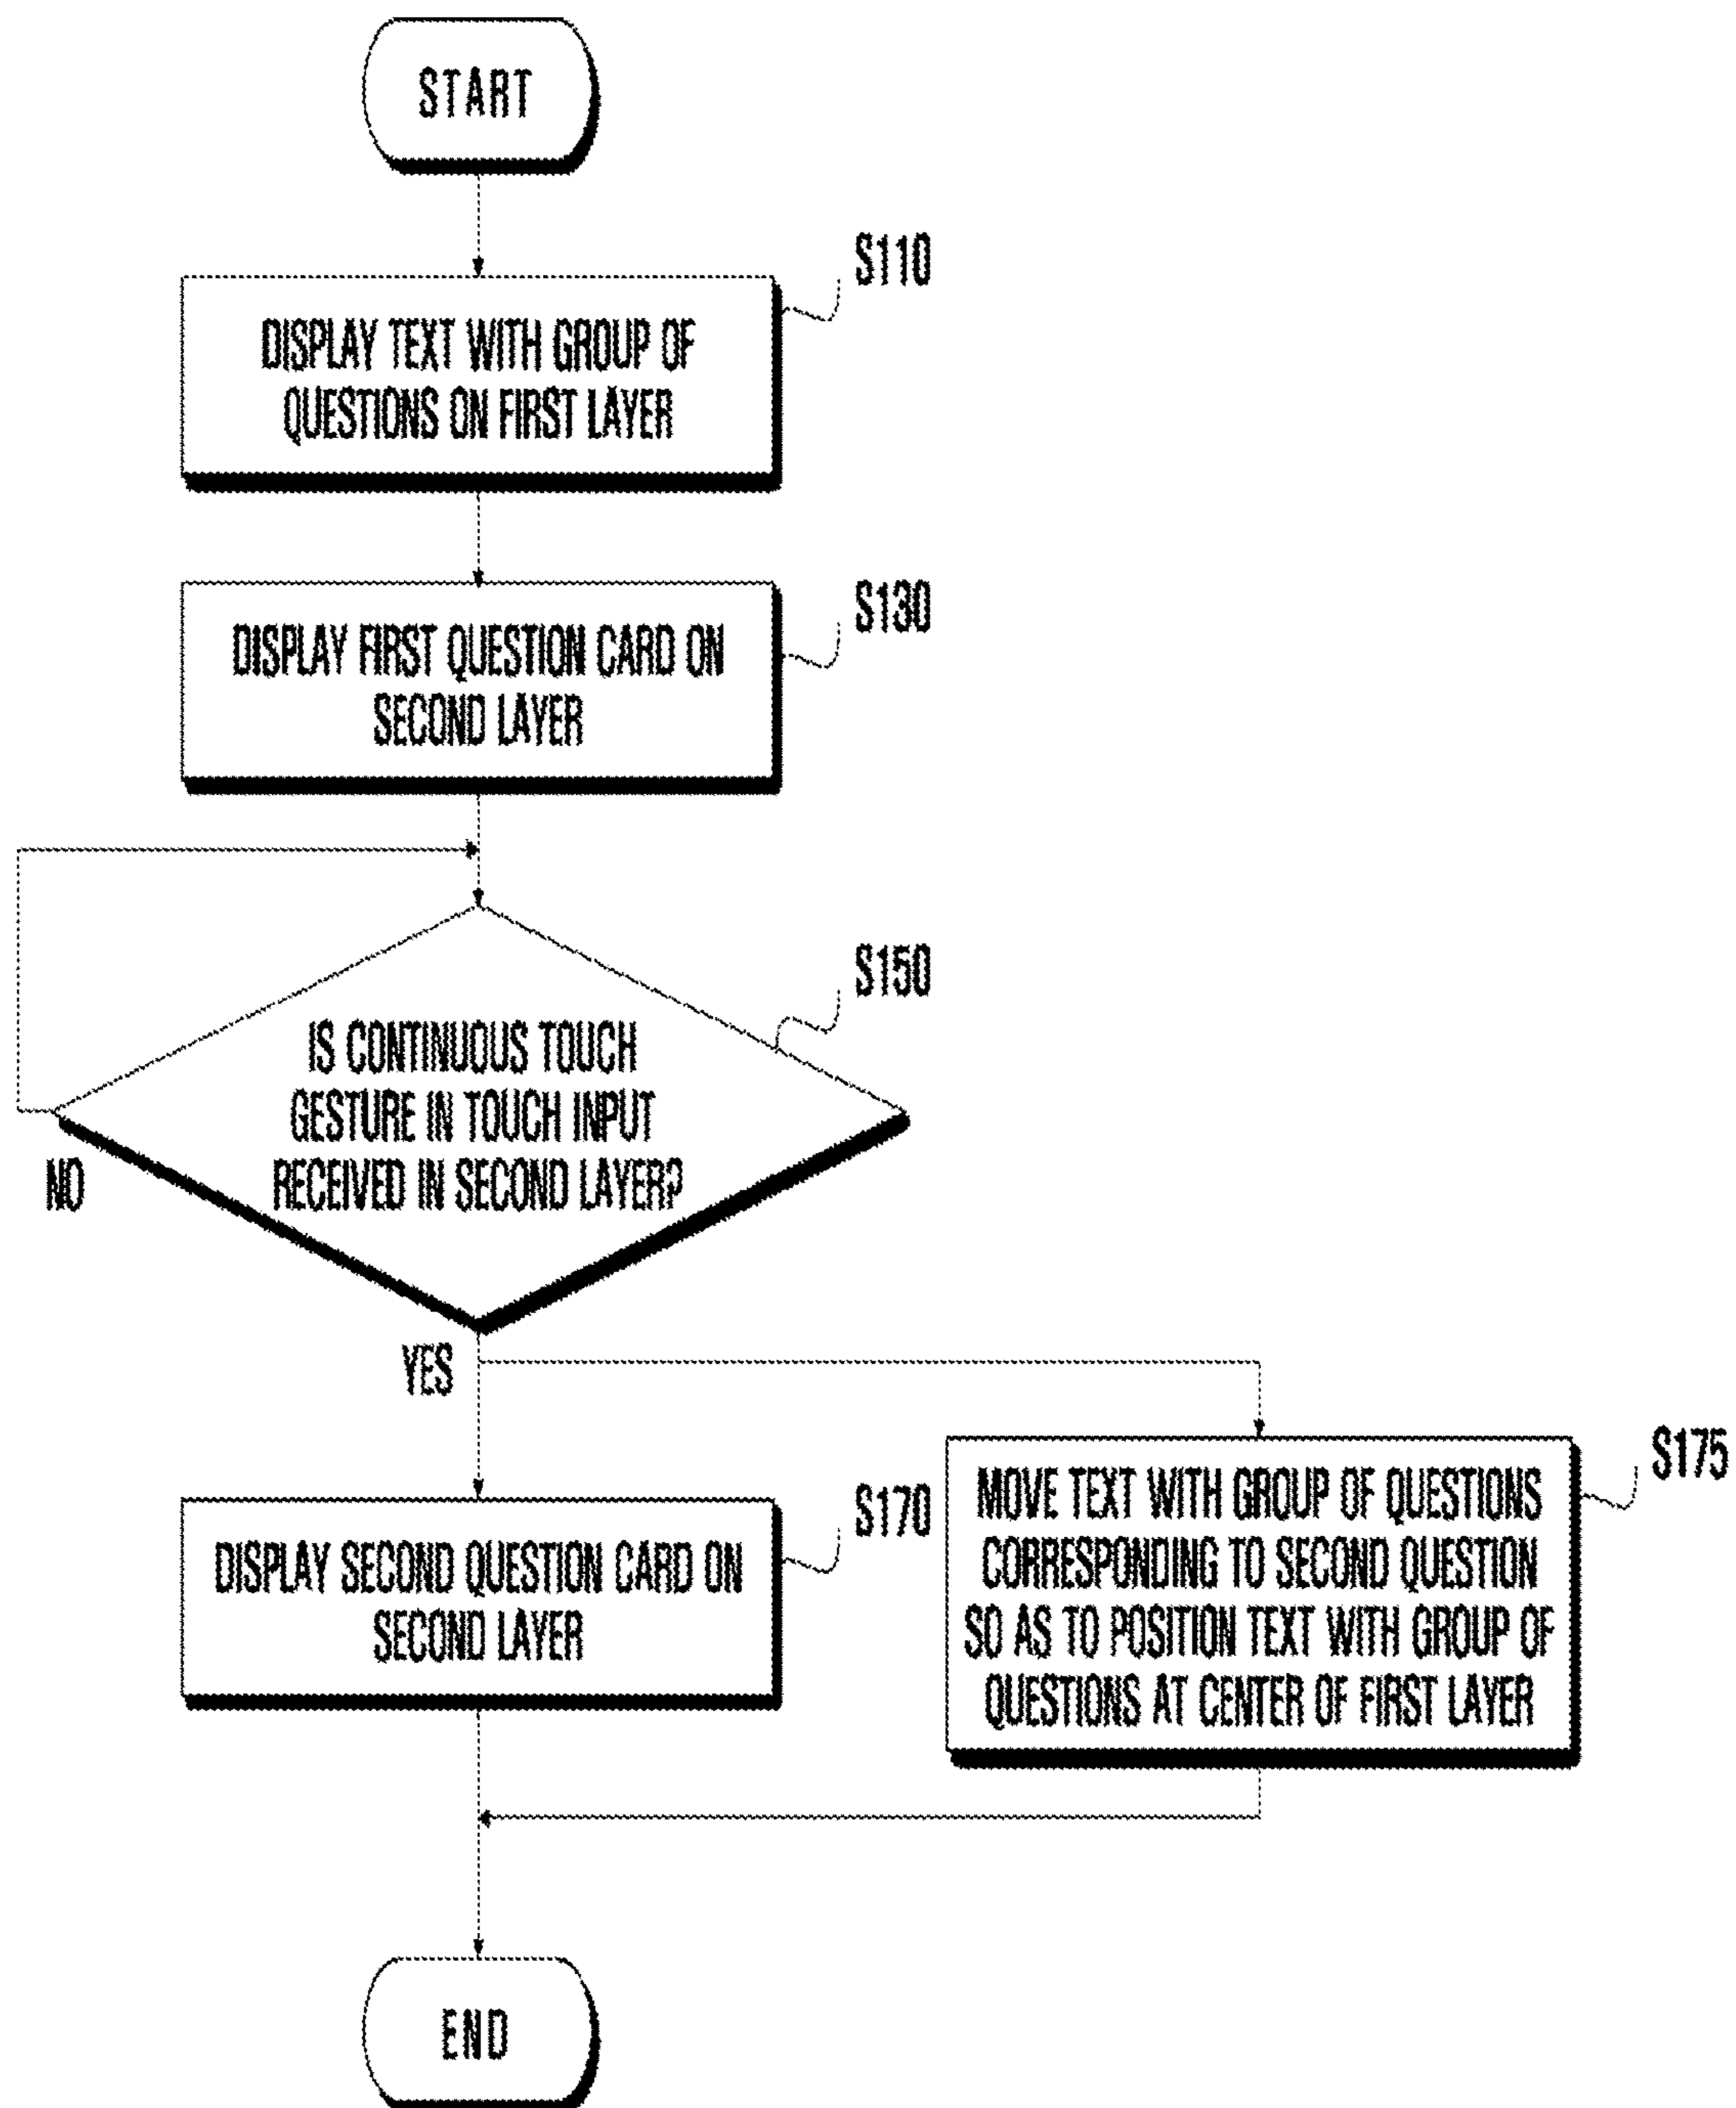 START
S110
DISPLAY TEXT WITH GROUP OF
QUESTIONS ON FIRST LAYER
S130
DISPLAY FIRST QUESTION CARD ON
SECOND LAYER
S150
IS CONTINUOUS TOUCH
GESTURE IN TOUCH INPUT
RECEIVED IN SECOND LAYER?
NO
YES
S170
DISPLAY SECOND QUESTION CARD ON
SECOND LAYER
S175
MOVE TEXT WITH GROUP OF QUESTIONS
CORRESPONDING TO SECOND QUESTION
SO AS TO POSITION TEXT WITH GROUP OF
QUESTIONS AT CENTER OF FIRST LAYER
END